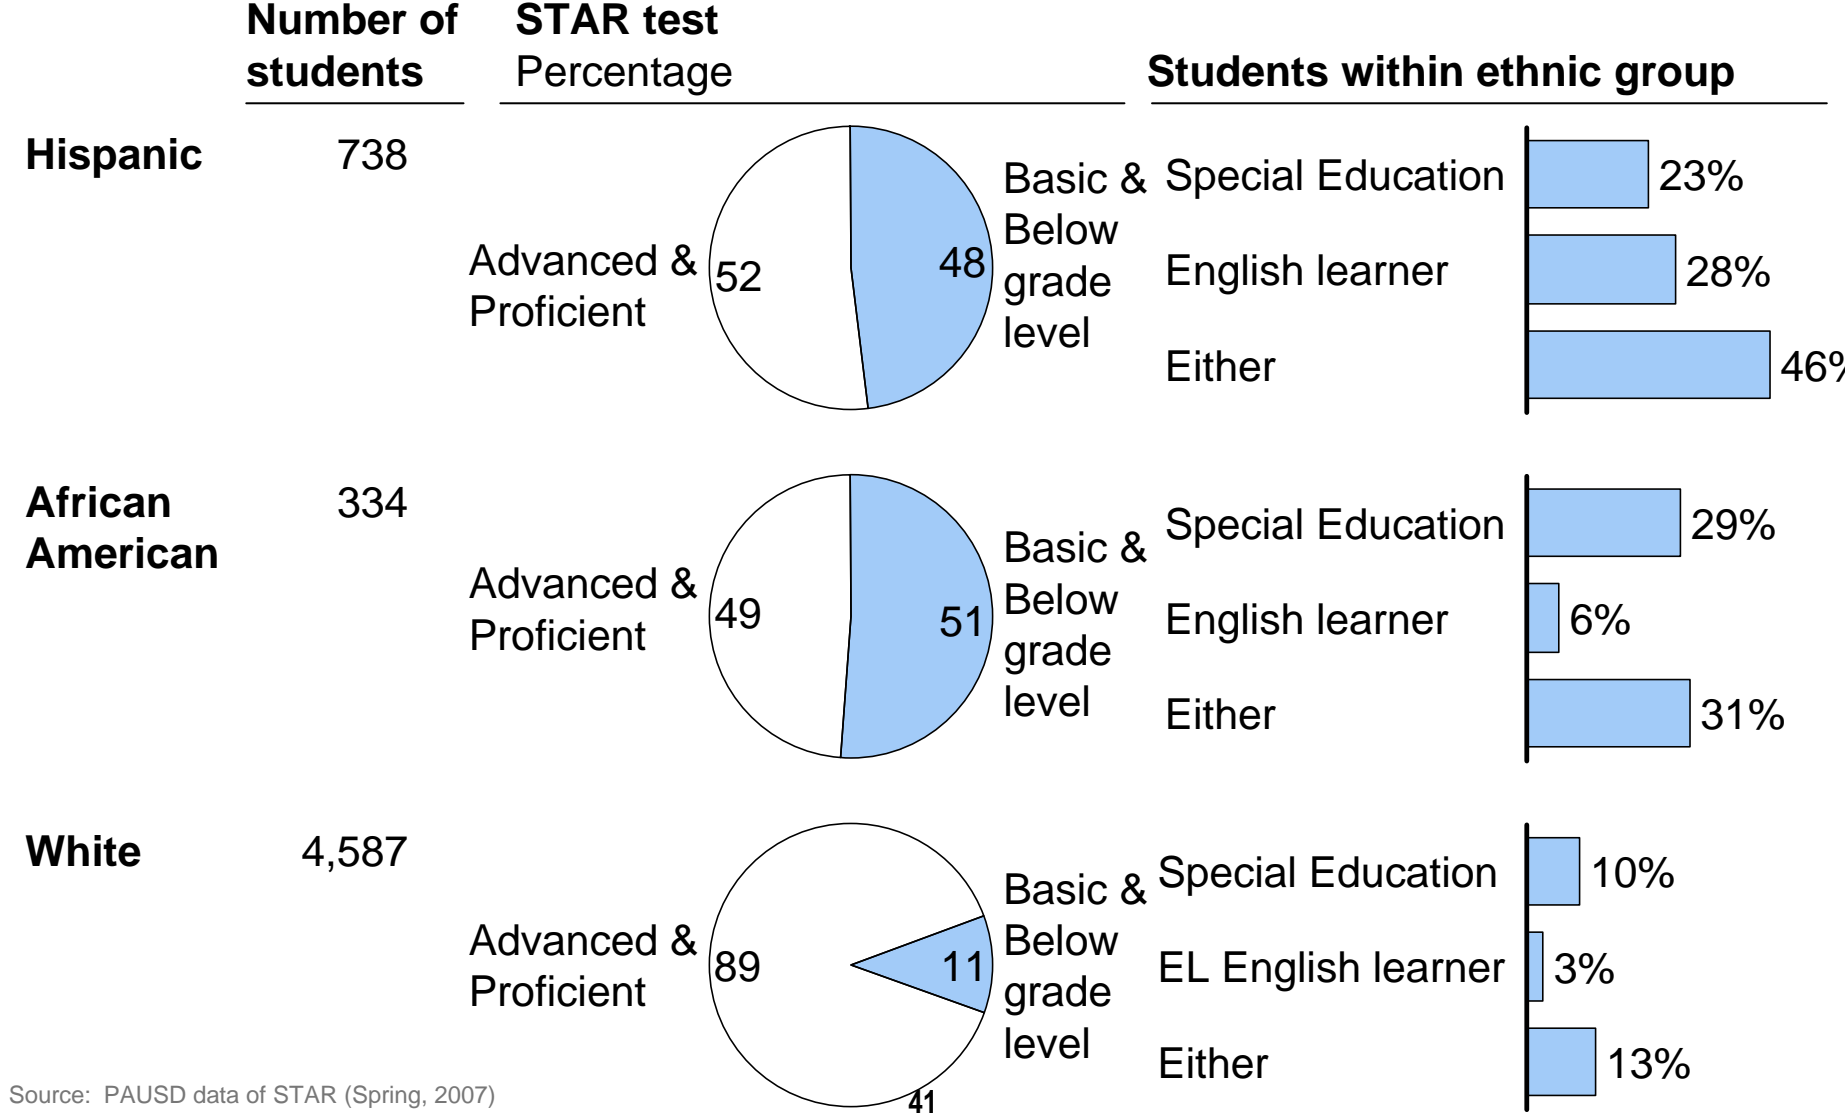 Number of
students
STAR test
Percentage
Students within ethnic group
Hispanic
738
Advanced &
Proficient
52
48
Basic &
Below
grade
level
Special Education
23%
English learner
28%
Either
46%
African
American
334
Advanced &
Proficient
49
51
Basic &
Below
grade
level
Special Education
29%
English learner
6%
Either
31%
White
4,587
Advanced &
Proficient
89
11
Basic &
Below
grade
level
Special Education
10%
EL English learner
3%
Either
13%
Source: PAUSD data of STAR (Spring, 2007)
41